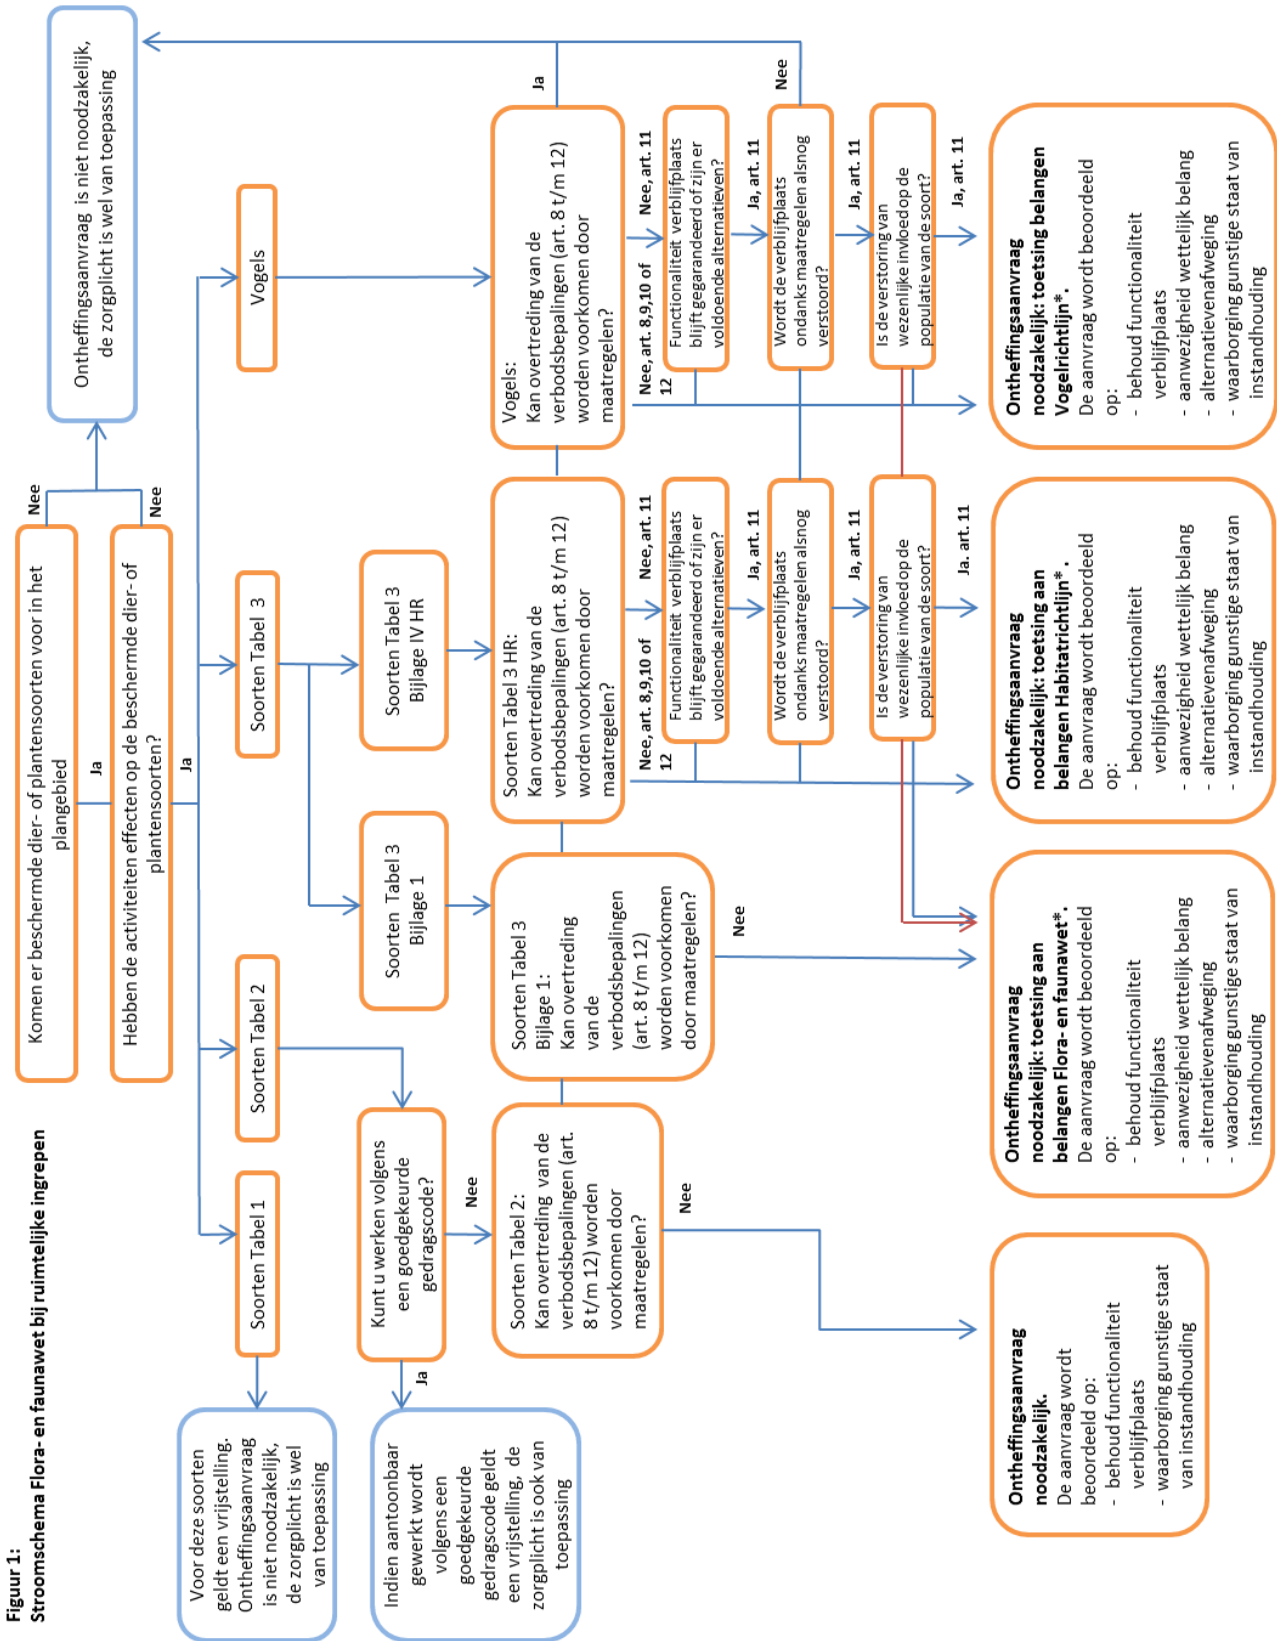 Figuur 1:
Stroomschema Flora- en faunawet bij ruimtelijke ingrepen
Komen er beschermde dier- of plantensoorten voor in het
plangebied
Nee
Ja
Hebben de activiteiten effecten op de beschermde dier- of
plantensoorten?
Nee
Ja
Ontheffingsaanvraag is niet noodzakelijk,
de zorgplicht is wel van toepassing
Soorten Tabel 1
Soorten Tabel 2
Soorten Tabel 3
Vogels
Voor deze soorten
geldt een vrijstelling.
Ontheffingsaanvraag
is niet noodzakelijk,
de zorgplicht is wel
van toepassing
Kunt u werken volgens
een goedgekeurde
gedragscode?
Ja
Nee
Indien aantoonbaar
gewerkt wordt
volgens een
goedgekeurde
gedragscode geldt
een vrijstelling, de
zorgplicht is ook van
toepassing
Soorten Tabel 3
Bijlage 1
Soorten Tabel 3
Bijlage IV HR
Soorten Tabel 2:
Kan overtreding van de
verbodsbepalingen (art.
8 t/m 12) worden
voorkomen door
maatregelen?
Nee
Soorten Tabel 3
Bijlage 1:
Kan overtreding
van de
verbodsbepalingen
(art. 8 t/m 12)
worden voorkomen
door maatregelen?
Nee
Soorten Tabel 3 HR:
Kan overtreding van de
verbodsbepalingen (art. 8 t/m 12)
worden voorkomen door
maatregelen?
Nee, art. 8,9,10 of
12
Nee, art. 11
Functionaliteit verblijfplaats
blijft gegarandeerd of zijn er
voldoende alternatieven?
Ja, art. 11
Wordt de verblijfplaats
ondanks maatregelen alsnog
verstoord?
Ja, art. 11
Is de verstoring van
wezenlijke invloed op de
populatie van de soort?
Ja. art. 11
Vogels:
Kan overtreding van de
verbodsbepalingen (art. 8 t/m 12)
worden voorkomen door
maatregelen?
Ja
Nee, art. 8,9,10 of
12
Nee, art. 11
Functionaliteit verblijfplaats
blijft gegarandeerd of zijn er
voldoende alternatieven?
Ja, art. 11
Wordt de verblijfplaats
ondanks maatregelen alsnog
verstoord?
Nee
Ja, art. 11
Is de verstoring van
wezenlijke invloed op de
populatie van de soort?
Ja, art. 11
Ontheffingsaanvraag
noodzakelijk.
De aanvraag wordt
beoordeeld op:
- behoud functionaliteit
verblijfplaats
- waarborging gunstige staat
van instandhouding
Ontheffingsaanvraag
noodzakelijk: toetsing aan
belangen Flora- en faunawet*.
De aanvraag wordt beoordeeld
op:
- behoud functionaliteit
verblijfplaats
- aanwezigheid wettelijk belang
- alternatievenafweging
- waarborging gunstige staat van
instandhouding
Ontheffingsaanvraag
noodzakelijk: toetsing aan
belangen Habitatrichtlijn*.
De aanvraag wordt beoordeeld
op:
- behoud functionaliteit
verblijfplaats
- aanwezigheid wettelijk belang
- alternatievenafweging
- waarborging gunstige staat van
instandhouding
Ontheffingsaanvraag
noodzakelijk: toetsing belangen
Vogelrichtlijn*.
De aanvraag wordt beoordeeld
op:
- behoud functionaliteit
verblijfplaats
- aanwezigheid wettelijk belang
- alternatievenafweging
- waarborging gunstige staat van
instandhouding